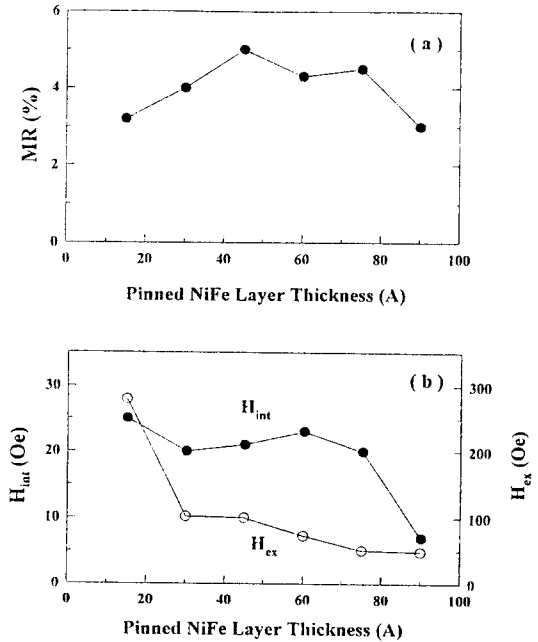 6
( a )
4
MR (%)
2
0
0 20 40 60 80 100
Pinned NiFe Layer Thickness (A)
( b )
30 300
H_int
20 200
H_int (Oe) H_ex (Oe)
10 100
H_ex
0 0
0 20 40 60 80 100
Pinned NiFe Layer Thickness (A)